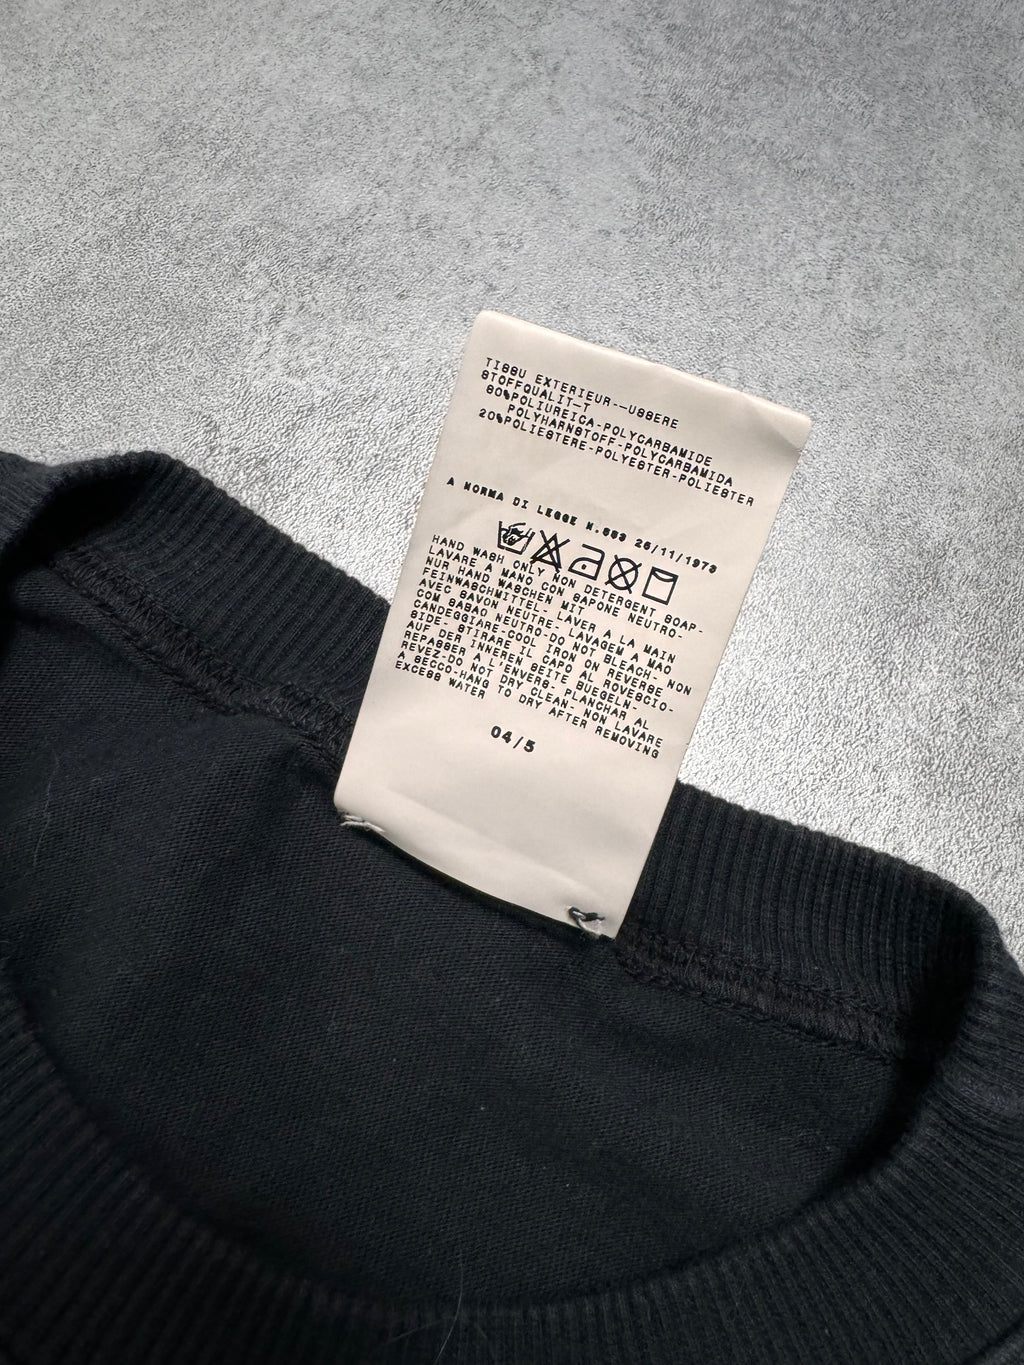 TISSU EXTERIEUR--USSERE
STOFFQUALIT-T
80%POLIUREICA-POLYCARBAMIDE
POLYHARNSTOFF-POLYCARBAMIDA
20%POLIESTERE-POLYESTER-POLIESTER
A NORMA DI LEGGE N.883 26/11/1973
HAND WASH ONLY NON DETERGENT SOAP-
LAVARE A MANO CON SAPONE NEUTRO-
NUR HAND WASCHEN MIT
FEINWASCHMITTEL- LAVER A LA MAIN
AVEC SAVON NEUTRE- LAVAGEM A MAO
COM SABAO NEUTRO-DO NOT BLEACH- NON
CANDEGGIARE-COOL IRON ON REVERSE
SIDE- STIRARE IL CAPO AL ROVESCIO-
AUF DER INNEREN SEITE BUEGELN-
REPASSER A L'ENVERS- PLANCHAR AL
REVEZ-DO NOT DRY CLEAN- NON LAVARE
A SECCO-HANG TO DRY AFTER REMOVING
EXCESS WATER
04/5